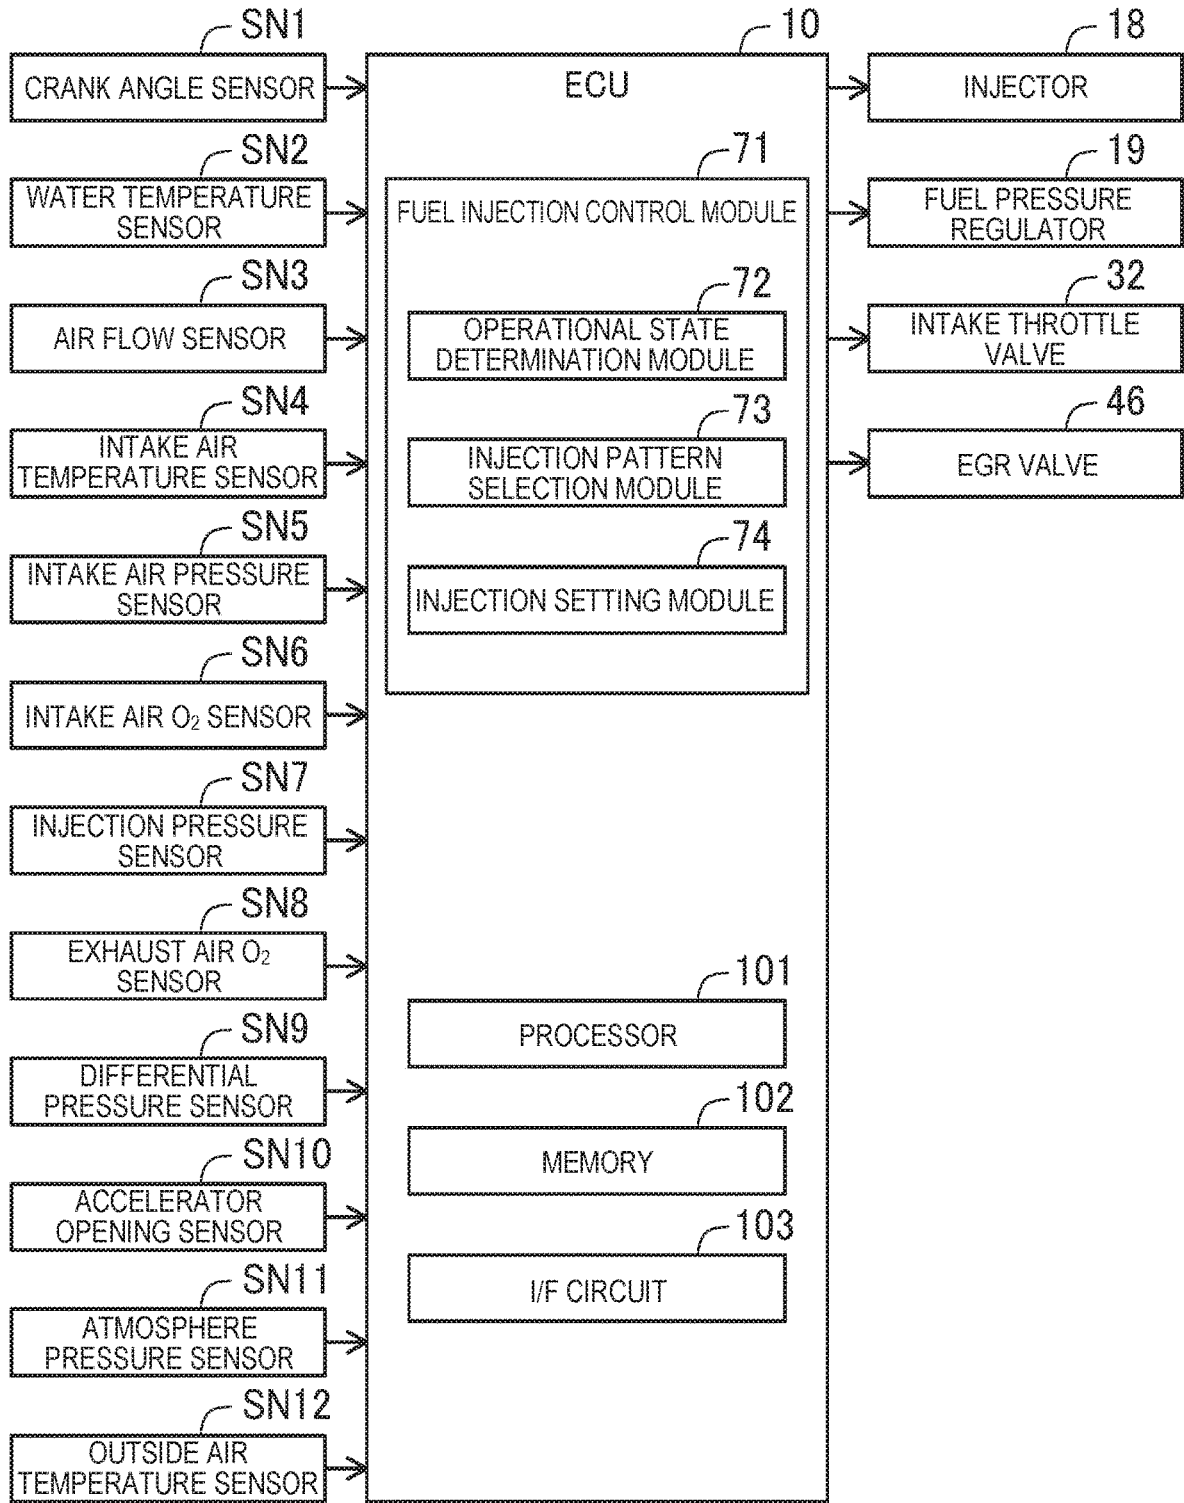 SN1
CRANK ANGLE SENSOR
SN2
WATER TEMPERATURE
SENSOR
SN3
AIR FLOW SENSOR
SN4
INTAKE AIR
TEMPERATURE SENSOR
SN5
INTAKE AIR PRESSURE
SENSOR
SN6
INTAKE AIR O₂ SENSOR
SN7
INJECTION PRESSURE
SENSOR
SN8
EXHAUST AIR O₂
SENSOR
SN9
DIFFERENTIAL
PRESSURE SENSOR
SN10
ACCELERATOR
OPENING SENSOR
SN11
ATMOSPHERE
PRESSURE SENSOR
SN12
OUTSIDE AIR
TEMPERATURE SENSOR
10
ECU
71
FUEL INJECTION CONTROL MODULE
72
OPERATIONAL STATE
DETERMINATION MODULE
73
INJECTION PATTERN
SELECTION MODULE
74
INJECTION SETTING MODULE
101
PROCESSOR
102
MEMORY
103
I/F CIRCUIT
18
INJECTOR
19
FUEL PRESSURE
REGULATOR
32
INTAKE THROTTLE
VALVE
46
EGR VALVE